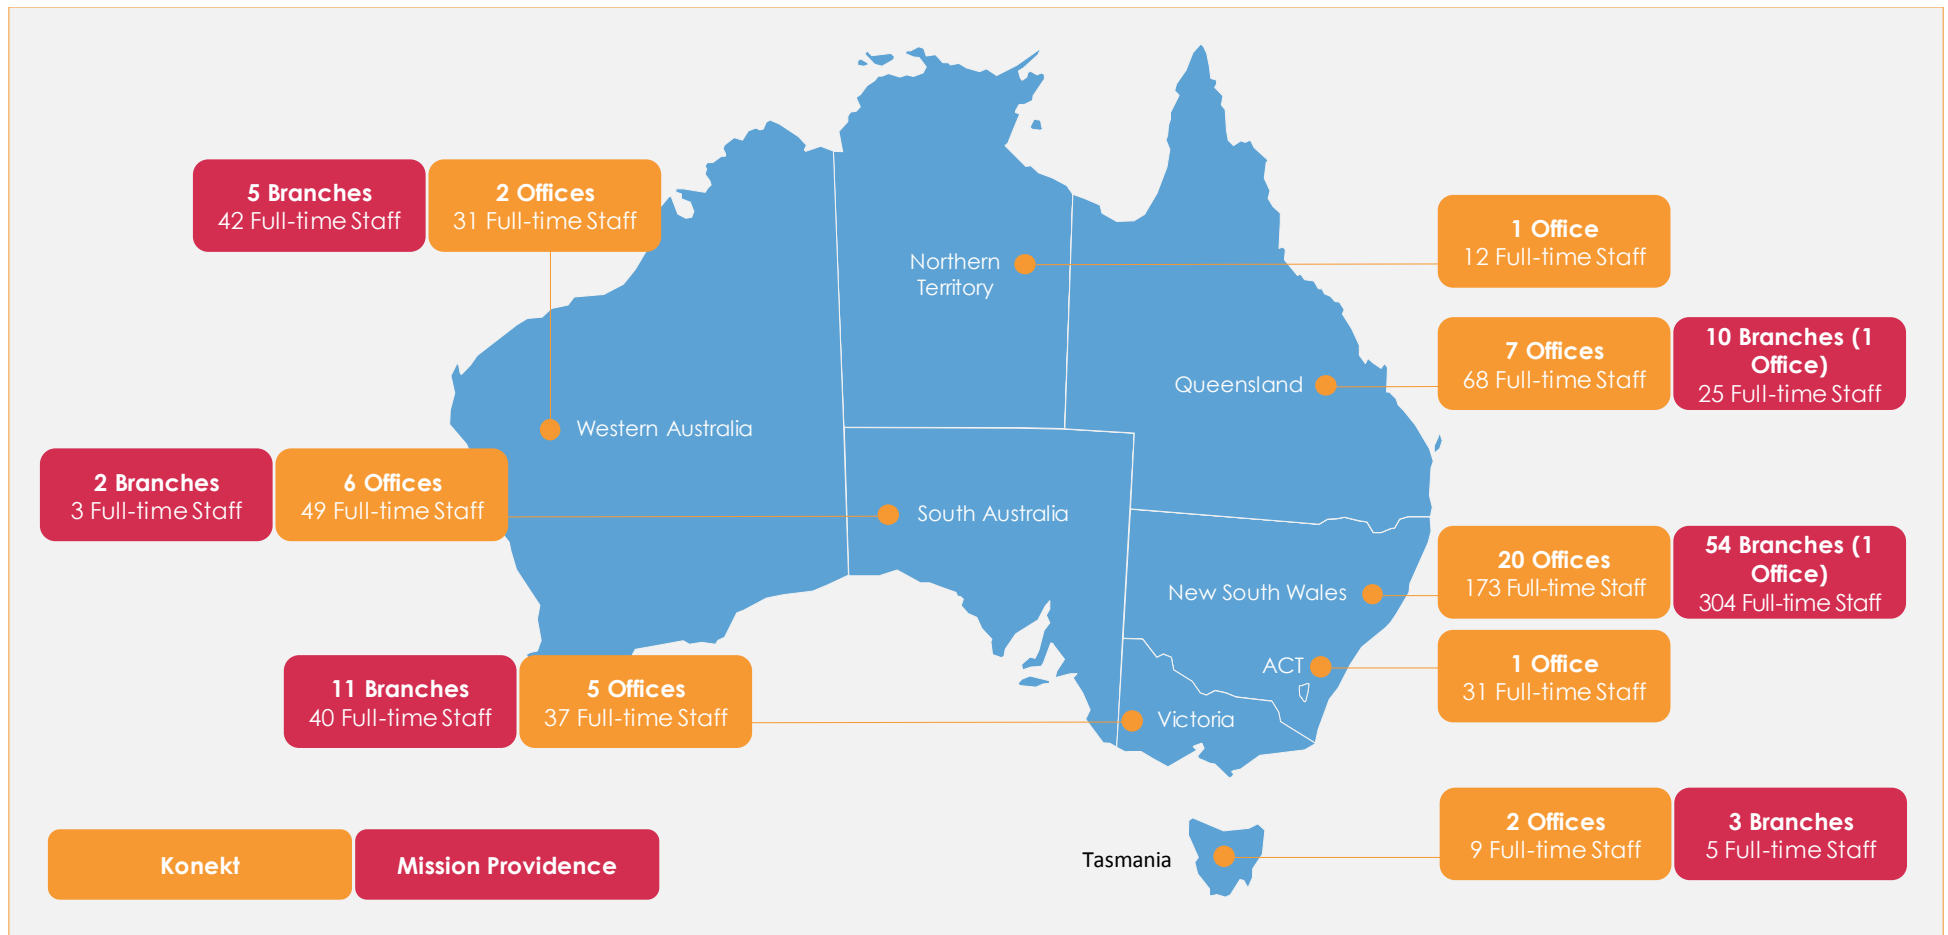 5 Branches
42 Full-time Staff
2 Offices
31 Full-time Staff
Northern
Territory
1 Office
12 Full-time Staff
Queensland
7 Offices
68 Full-time Staff
10 Branches (1
Office)
25 Full-time Staff
Western Australia
2 Branches
3 Full-time Staff
6 Offices
49 Full-time Staff
South Australia
New South Wales
20 Offices
173 Full-time Staff
54 Branches (1
Office)
304 Full-time Staff
ACT
1 Office
31 Full-time Staff
11 Branches
40 Full-time Staff
5 Offices
37 Full-time Staff
Victoria
Tasmania
2 Offices
9 Full-time Staff
3 Branches
5 Full-time Staff
Konekt
Mission Providence